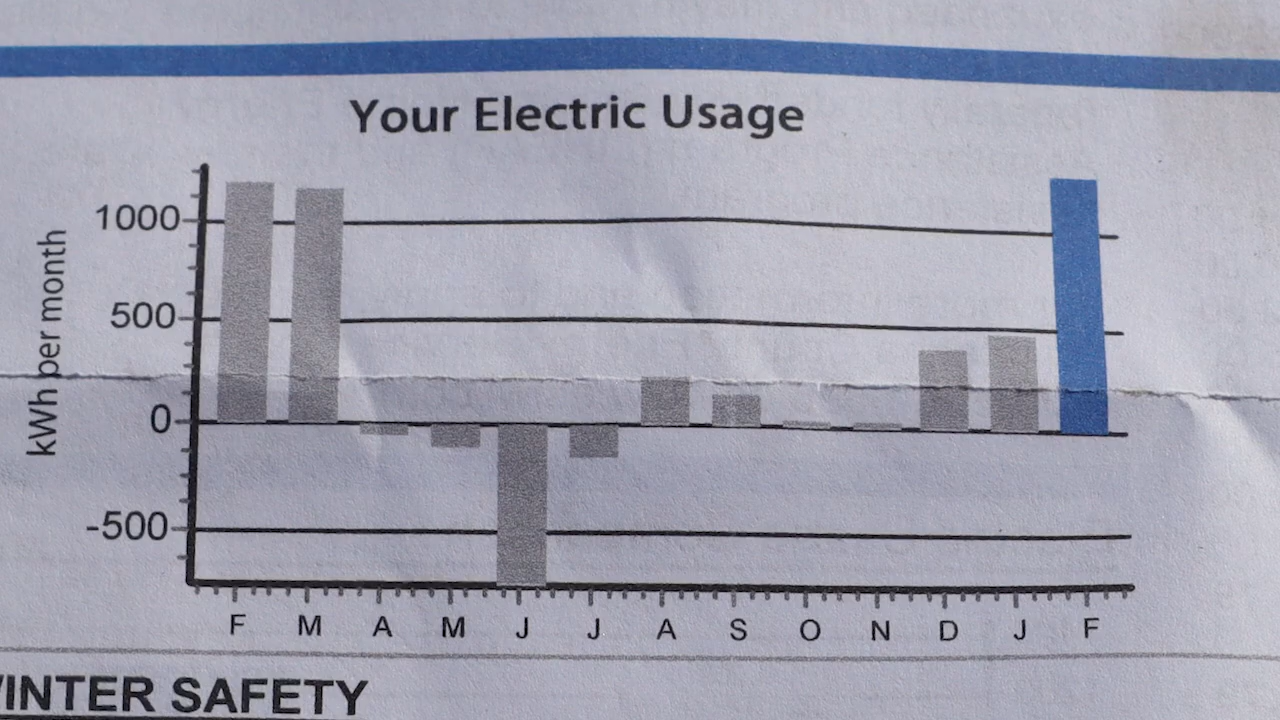 Your Electric Usage
kWh per month
1000
500
0
-500
F M A M J J A S O N D J F
WINTER SAFETY